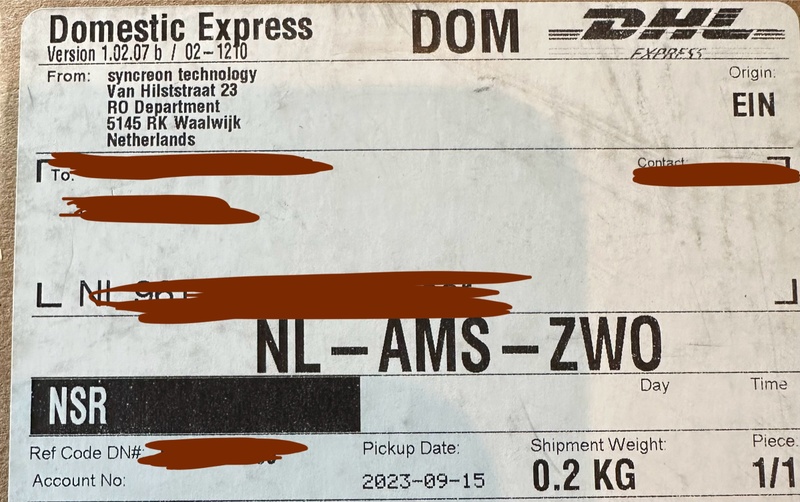 Domestic Express
Version 1.02.07 b / 02-1210
DOM
DHL
EXPRESS
From: syncreon technology
Van Hilststraat 23
RO Department
5145 RK Waalwijk
Netherlands
Origin:
EIN
To:
Contact:
NL
NL-AMS-ZWO
NSR
Day
Time
Ref Code DN#
Pickup Date:
Shipment Weight:
Piece.
Account No:
2023-09-15
0.2 KG
1/1